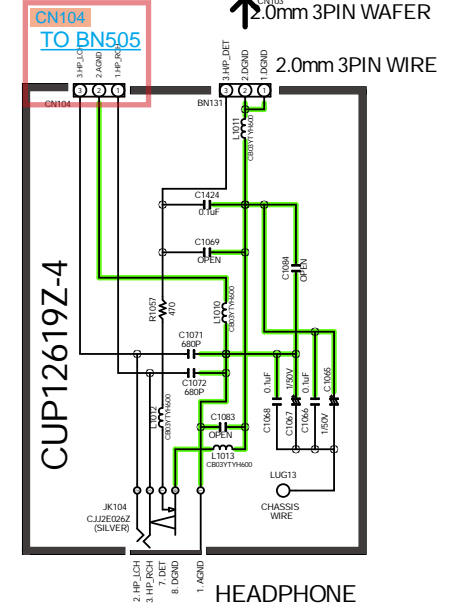 CN103
CN104
2.0mm 3PIN WAFER
TO BN505
2.0mm 3PIN WIRE
3.HP_LCH
2.AGND
1.HP_RCH
3.H/P_DET
2.DGND
1.DGND
3 2 1
3 2 1
CN104
BN131
L1011
CB03YTYH600
C1424
0.1uF
C1069
OPEN
C1084
OPEN
CUP12619Z-4
R1057
470
L1010
CB03YTYH600
C1071
680P
C1072
680P
L1012
CB03YTYH600
C1083
OPEN
L1013
CB03YTYH600
C1068
0.1uF
C1067
1/50V
C1066
0.1uF
C1065
1/50V
LUG13
CHASSIS
WIRE
JK104
CJJ2E026Z
(SILVER)
2. HP_LCH
3. HP_RCH
7. DET
8. DGND
1. AGND
HEADPHONE